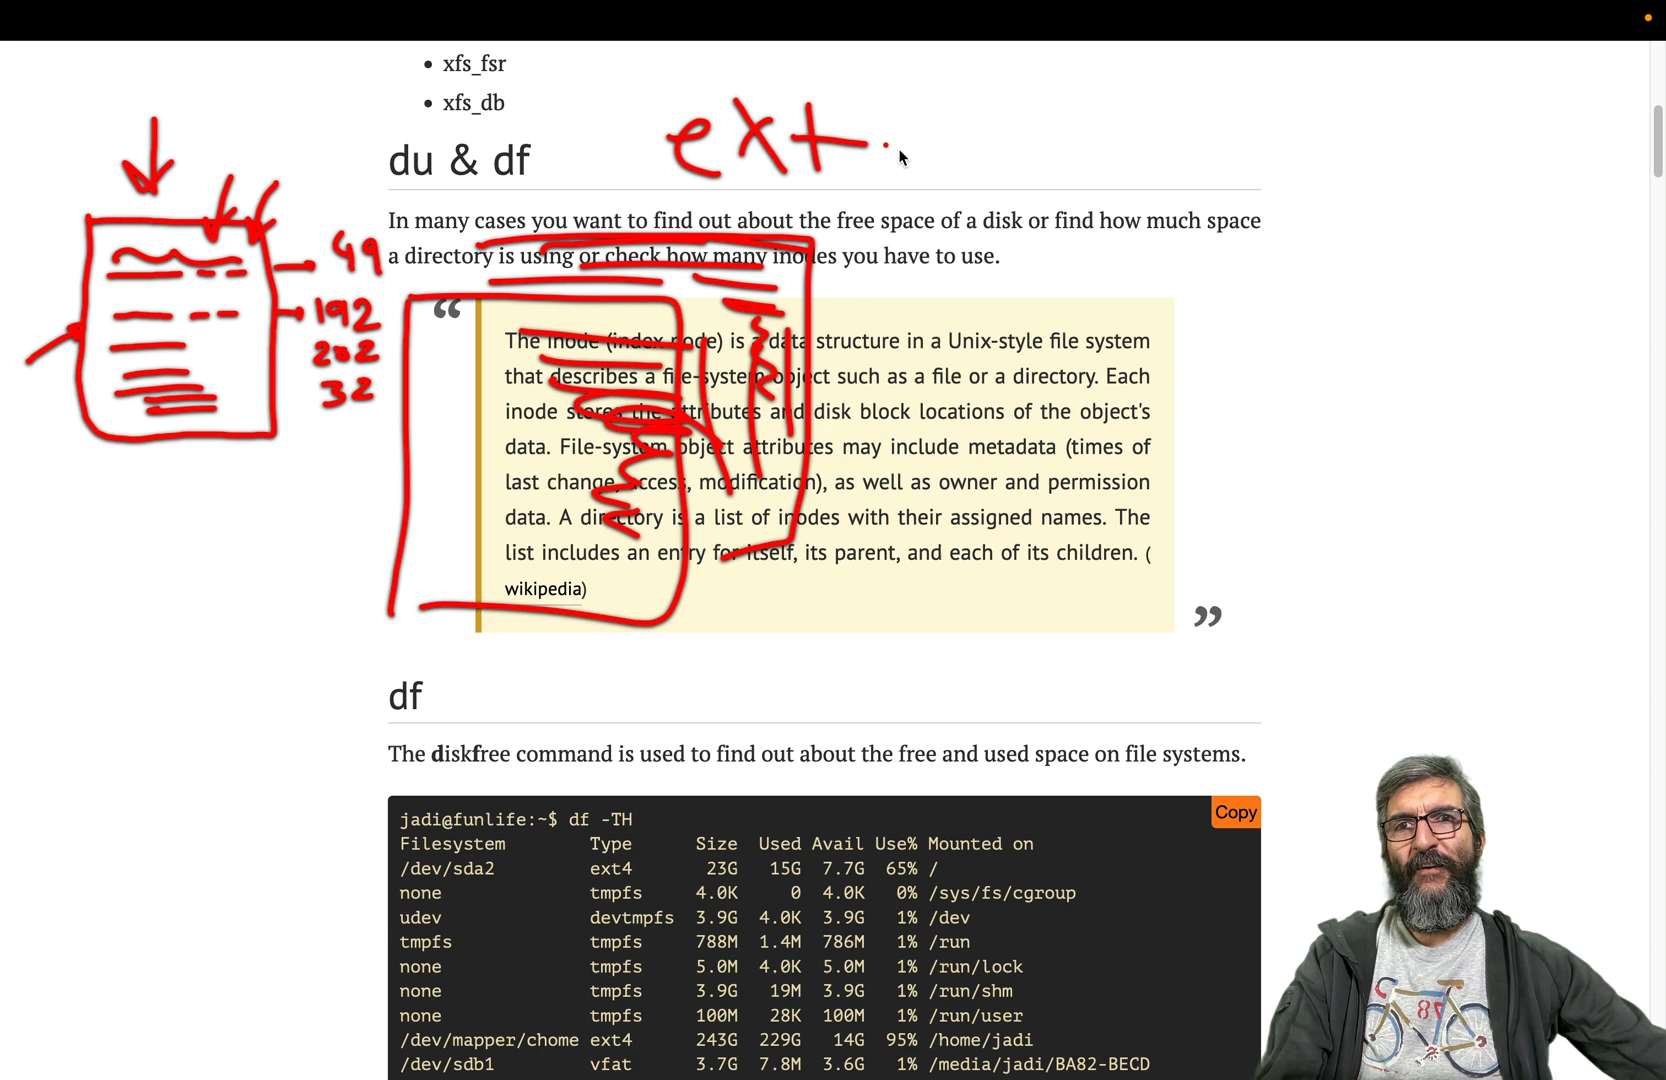 xfs_fsr
xfs_db
ext
du & df
In many cases you want to find out about the free space of a disk or find how much space
a directory is using or check how many inodes you have to use.
49
192
202
32
“
The inode (index node) is a data structure in a Unix-style file system
that describes a file-system object such as a file or a directory. Each
inode stores the attributes and disk block locations of the object's
data. File-system object attributes may include metadata (times of
last change, access, modification), as well as owner and permission
data. A directory is a list of inodes with their assigned names. The
list includes an entry for itself, its parent, and each of its children. (
wikipedia)
”
df
The diskfree command is used to find out about the free and used space on file systems.
Copy
jadi@funlife:~$ df -TH
Filesystem Type Size Used Avail Use% Mounted on
/dev/sda2 ext4 23G 15G 7.7G 65% /
none tmpfs 4.0K 0 4.0K 0% /sys/fs/cgroup
udev devtmpfs 3.9G 4.0K 3.9G 1% /dev
tmpfs tmpfs 788M 1.4M 786M 1% /run
none tmpfs 5.0M 4.0K 5.0M 1% /run/lock
none tmpfs 3.9G 19M 3.9G 1% /run/shm
none tmpfs 100M 28K 100M 1% /run/user
/dev/mapper/chome ext4 243G 229G 14G 95% /home/jadi
/dev/sdb1 vfat 3.7G 7.8M 3.6G 1% /media/jadi/BA82-BECD